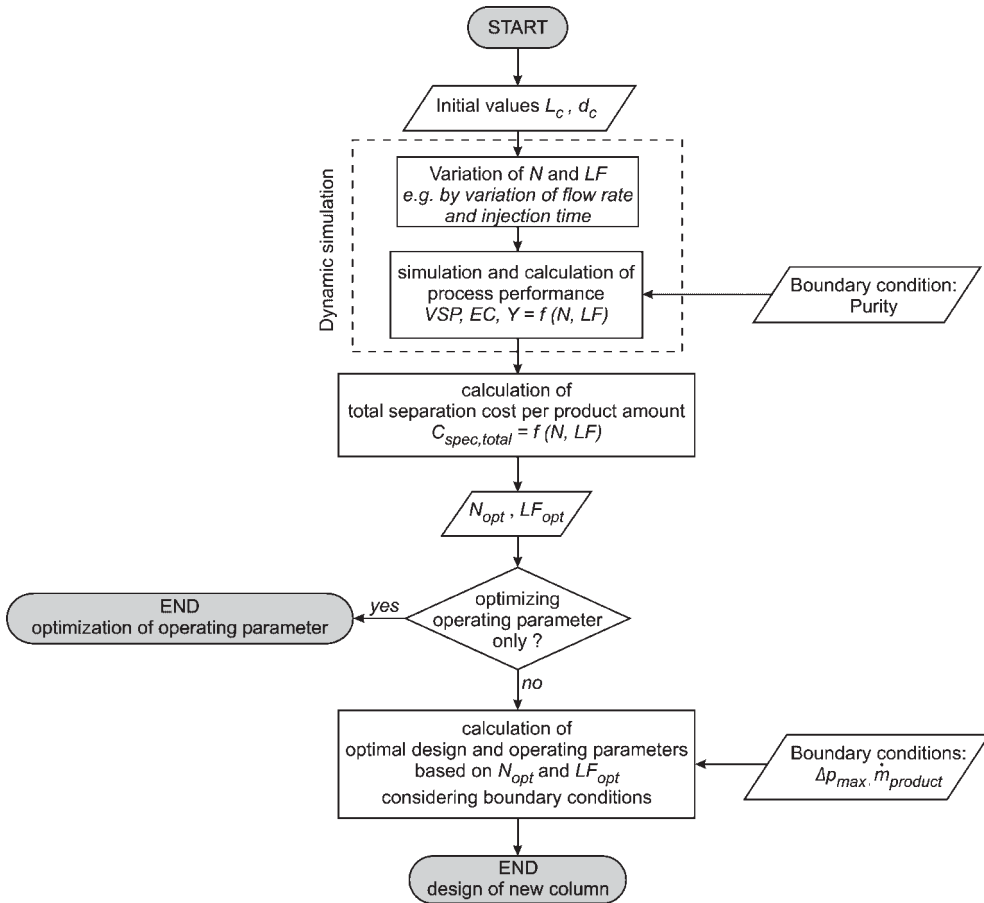 START
Initial values L_c , d_c
Dynamic simulation
Variation of N and LF
e.g. by variation of flow rate
and injection time
simulation and calculation of
process performance
VSP, EC, Y = f (N, LF)
Boundary condition:
Purity
calculation of
total separation cost per product amount
C_spec,total = f (N, LF)
N_opt , LF_opt
optimizing
operating parameter
only ?
yes
END
optimization of operating parameter
no
calculation of
optimal design and operating parameters
based on N_opt and LF_opt
considering boundary conditions
Boundary conditions:
Δp_max, ṁ_product
END
design of new column